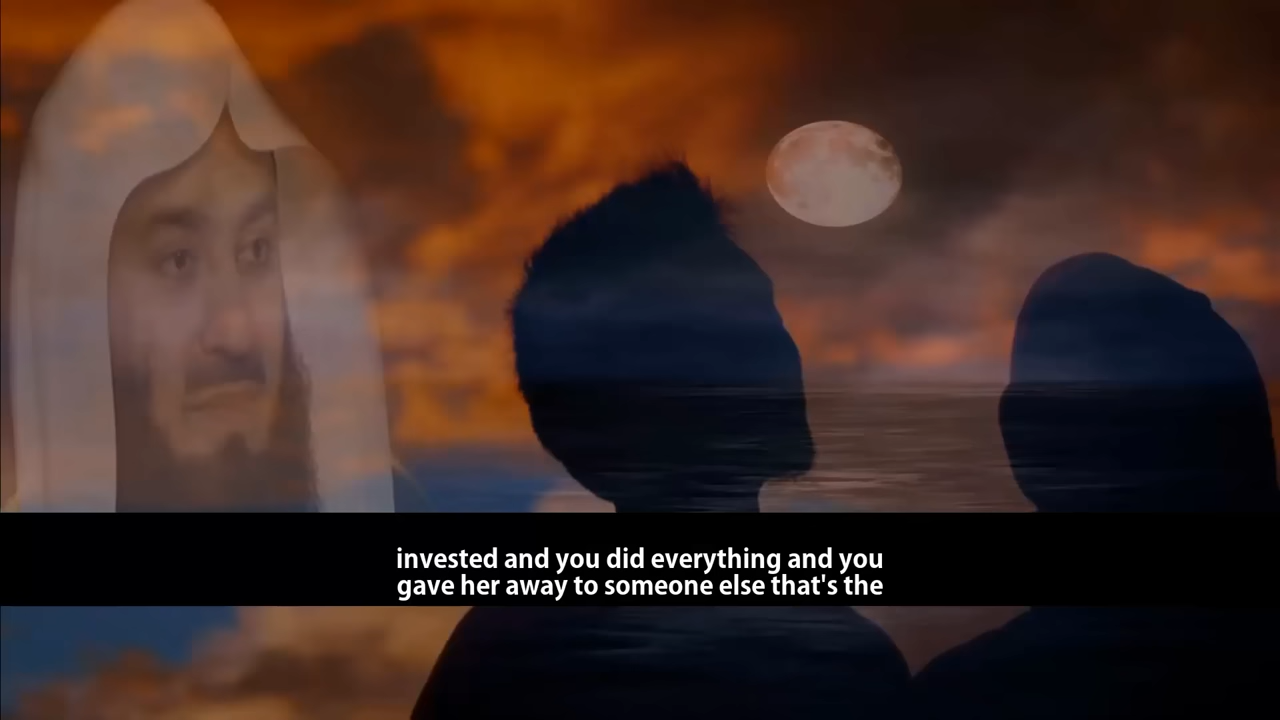 invested and you did everything and you
gave her away to someone else that's the